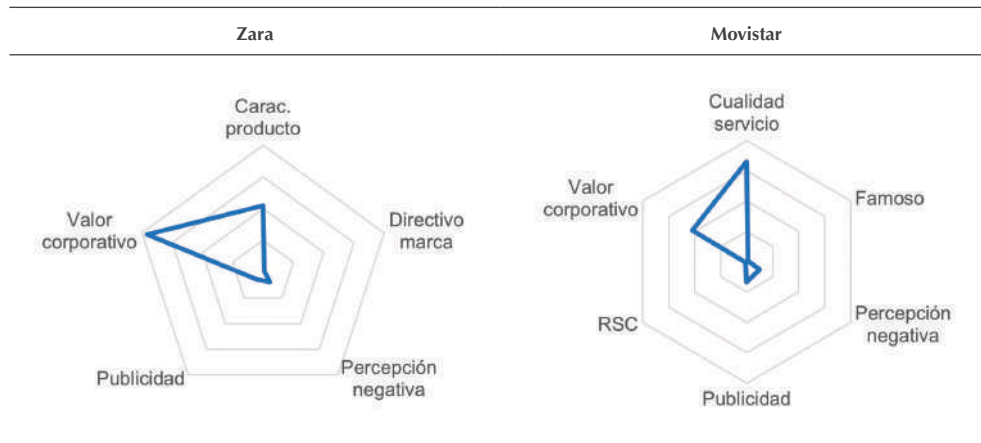 Zara
Movistar
Carac.
producto
Directivo
marca
Percepción
negativa
Publicidad
Valor
corporativo
Cualidad
servicio
Famoso
Percepción
negativa
Publicidad
RSC
Valor
corporativo